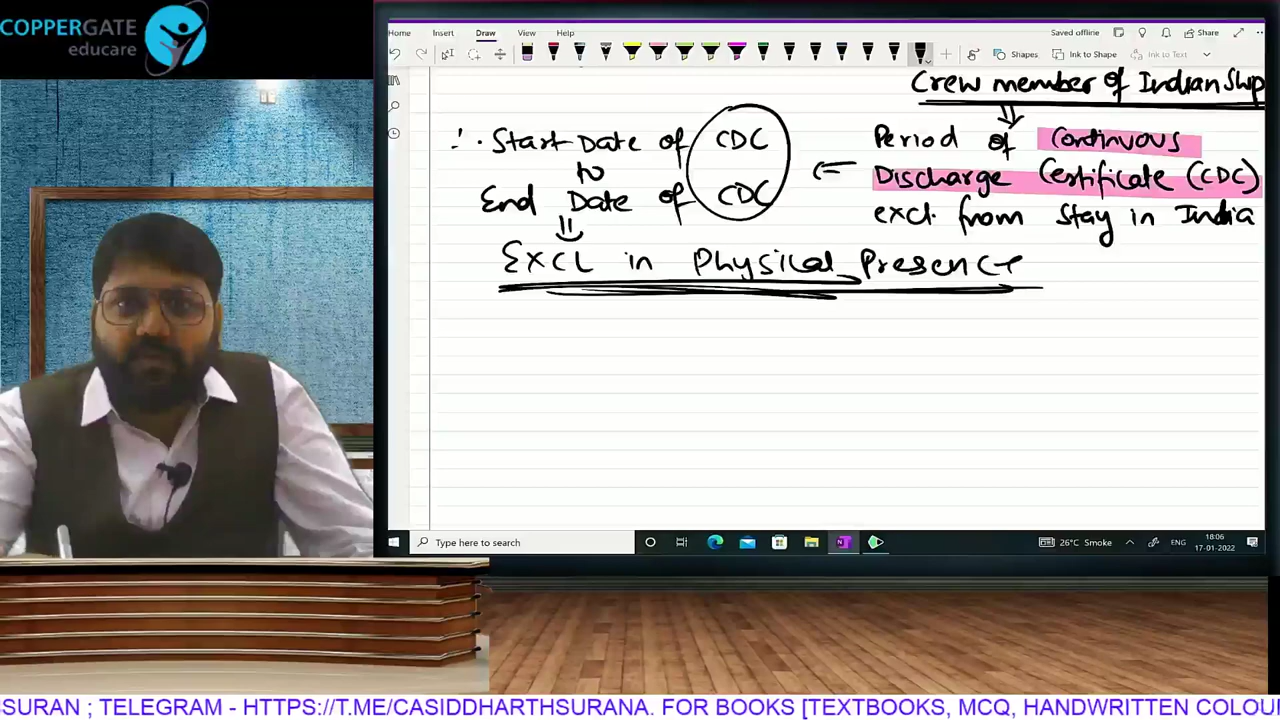 COPPERGATE
educare
Home Insert Draw View Help
Saved offline
Share
Shapes
Ink to Shape
Ink to Text
Crew member of Indian Ship
∴ Start Date of CDC
to
End Date of CDC
⇓
Excl in Physical Presence
⇓
Period of Continuous
Discharge Certificate (CDC)
excl. from Stay in India
⇐
Type here to search
26°C Smoke
ENG
18:06
17-01-2022
SURAN ; TELEGRAM - HTTPS://T.ME/CASIDDHARTHSURANA. FOR BOOKS [TEXTBOOKS, MCQ, HANDWRITTEN COLOU